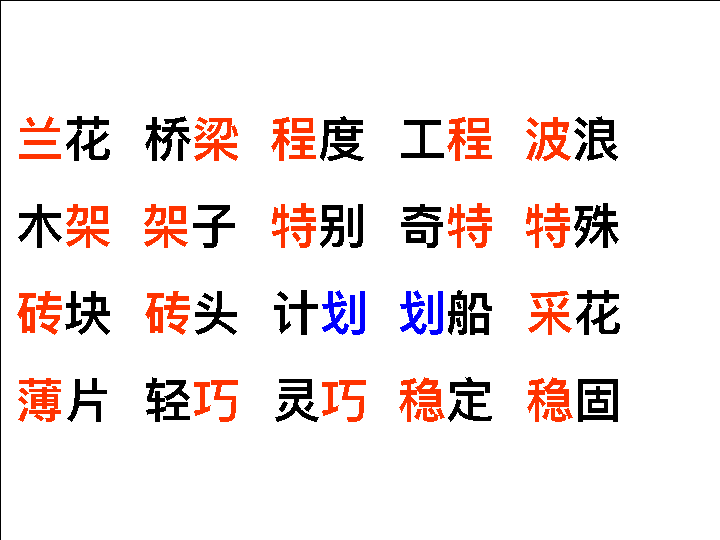 兰花 桥梁 程度 工程 波浪
木架 架子 特别 奇特 特殊
砖块 砖头 计划 划船 采花
薄片 轻巧 灵巧 稳定 稳固